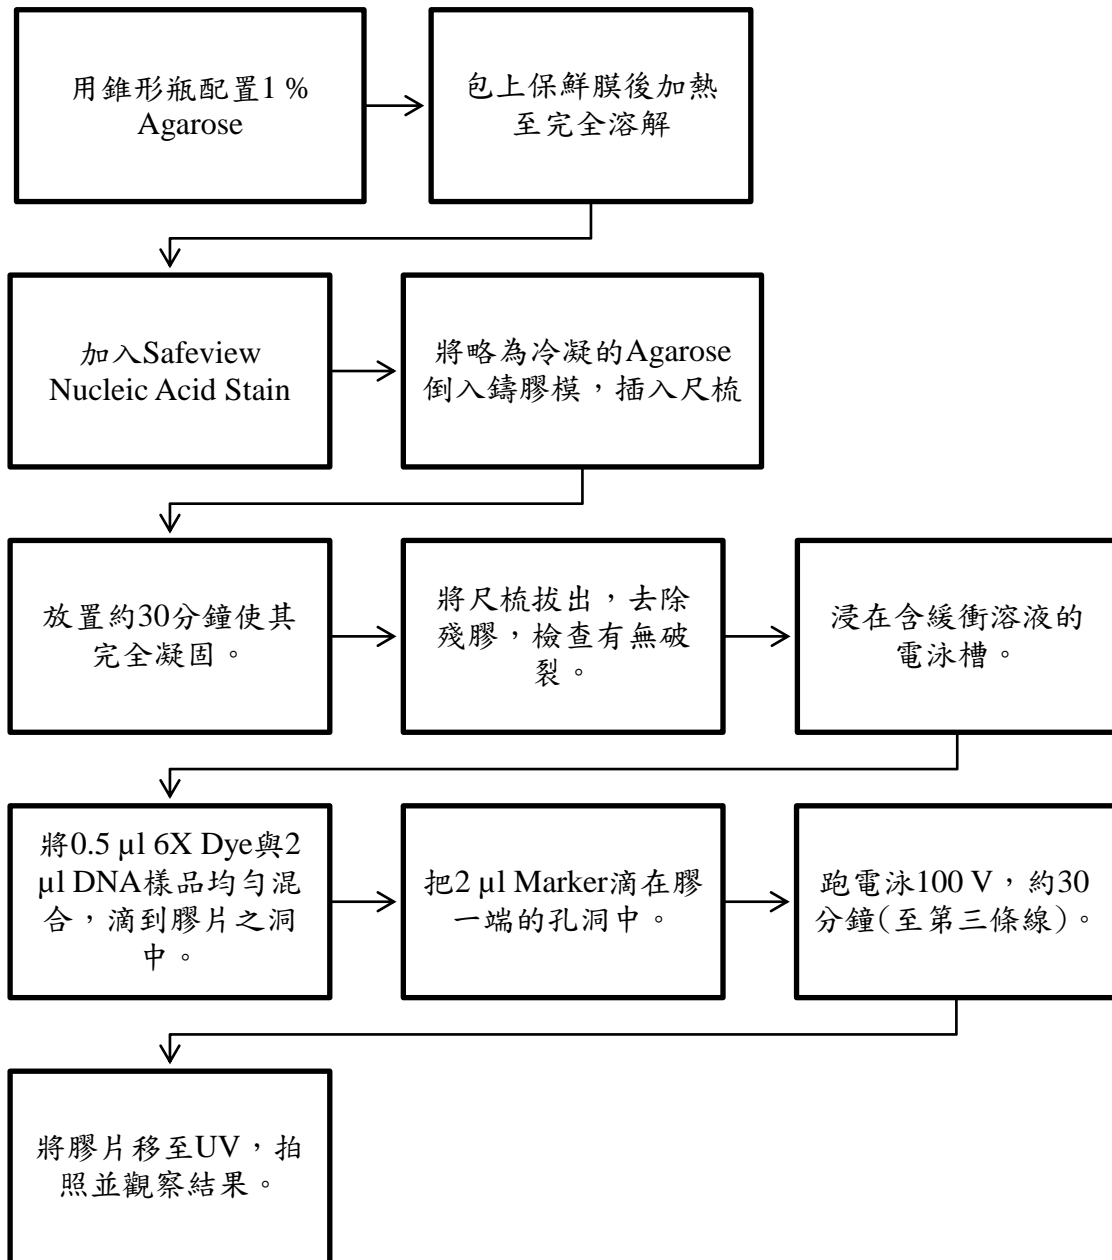 用錐形瓶配置1 %
Agarose
包上保鮮膜後加熱
至完全溶解
加入Safeview
Nucleic Acid Stain
將略為冷凝的Agarose
倒入鑄膠模，插入尺梳
放置約30分鐘使其
完全凝固。
將尺梳拔出，去除
殘膠，檢查有無破
裂。
浸在含緩衝溶液的
電泳槽。
將0.5 µl 6X Dye與2
µl DNA樣品均勻混
合，滴到膠片之洞
中。
把2 µl Marker滴在膠
一端的孔洞中。
跑電泳100 V，約30
分鐘(至第三條線)。
將膠片移至UV，拍
照並觀察結果。